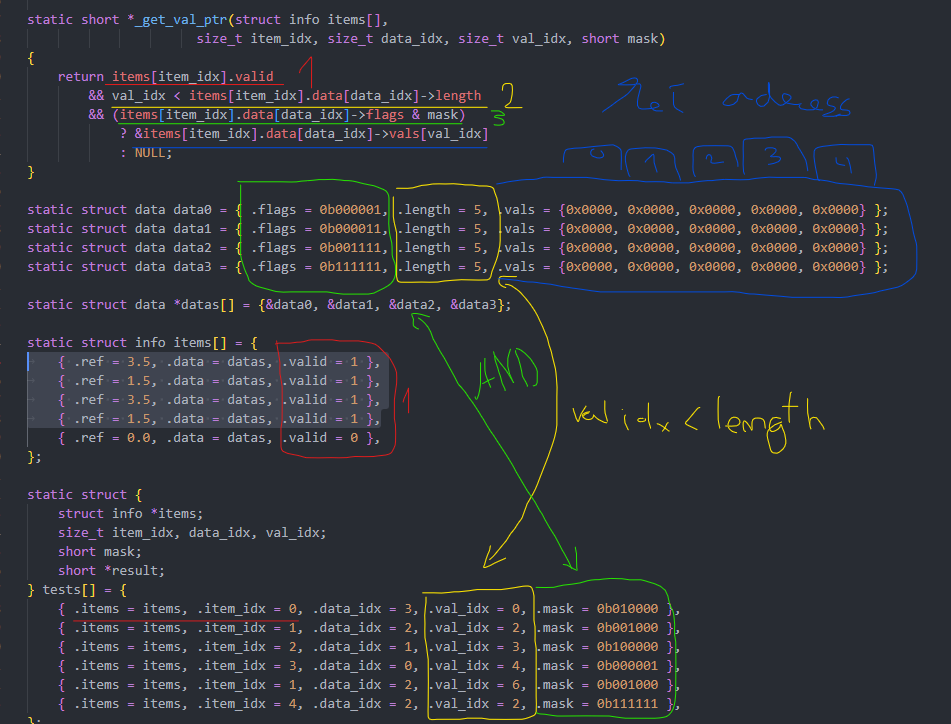 static short *_get_val_ptr(struct info items[],
size_t item_idx, size_t data_idx, size_t val_idx, short mask)
{
return items[item_idx].valid 1
&& val_idx < items[item_idx].data[data_idx]->length 2
&& (items[item_idx].data[data_idx]->flags & mask) 3
? &items[item_idx].data[data_idx]->vals[val_idx]
: NULL;
}
0 1 2 3 4
static struct data data0 = { .flags = 0b000001, .length = 5, .vals = {0x0000, 0x0000, 0x0000, 0x0000, 0x0000} };
static struct data data1 = { .flags = 0b000011, .length = 5, .vals = {0x0000, 0x0000, 0x0000, 0x0000, 0x0000} };
static struct data data2 = { .flags = 0b001111, .length = 5, .vals = {0x0000, 0x0000, 0x0000, 0x0000, 0x0000} };
static struct data data3 = { .flags = 0b111111, .length = 5, .vals = {0x0000, 0x0000, 0x0000, 0x0000, 0x0000} };
static struct data *datas[] = {&data0, &data1, &data2, &data3};
static struct info items[] = {
{ .ref = 3.5, .data = datas, .valid = 1 },
{ .ref = 1.5, .data = datas, .valid = 1 },
{ .ref = 3.5, .data = datas, .valid = 1 }, 1
{ .ref = 1.5, .data = datas, .valid = 1 },
{ .ref = 0.0, .data = datas, .valid = 0 },
};
AND
val idx < length
static struct {
struct info *items;
size_t item_idx, data_idx, val_idx;
short mask;
short *result;
} tests[] = {
{ .items = items, .item_idx = 0, .data_idx = 3, .val_idx = 0, .mask = 0b010000 },
{ .items = items, .item_idx = 1, .data_idx = 2, .val_idx = 2, .mask = 0b001000 },
{ .items = items, .item_idx = 2, .data_idx = 1, .val_idx = 3, .mask = 0b100000 },
{ .items = items, .item_idx = 3, .data_idx = 0, .val_idx = 4, .mask = 0b000001 },
{ .items = items, .item_idx = 1, .data_idx = 2, .val_idx = 6, .mask = 0b001000 },
{ .items = items, .item_idx = 4, .data_idx = 2, .val_idx = 2, .mask = 0b111111 },
};